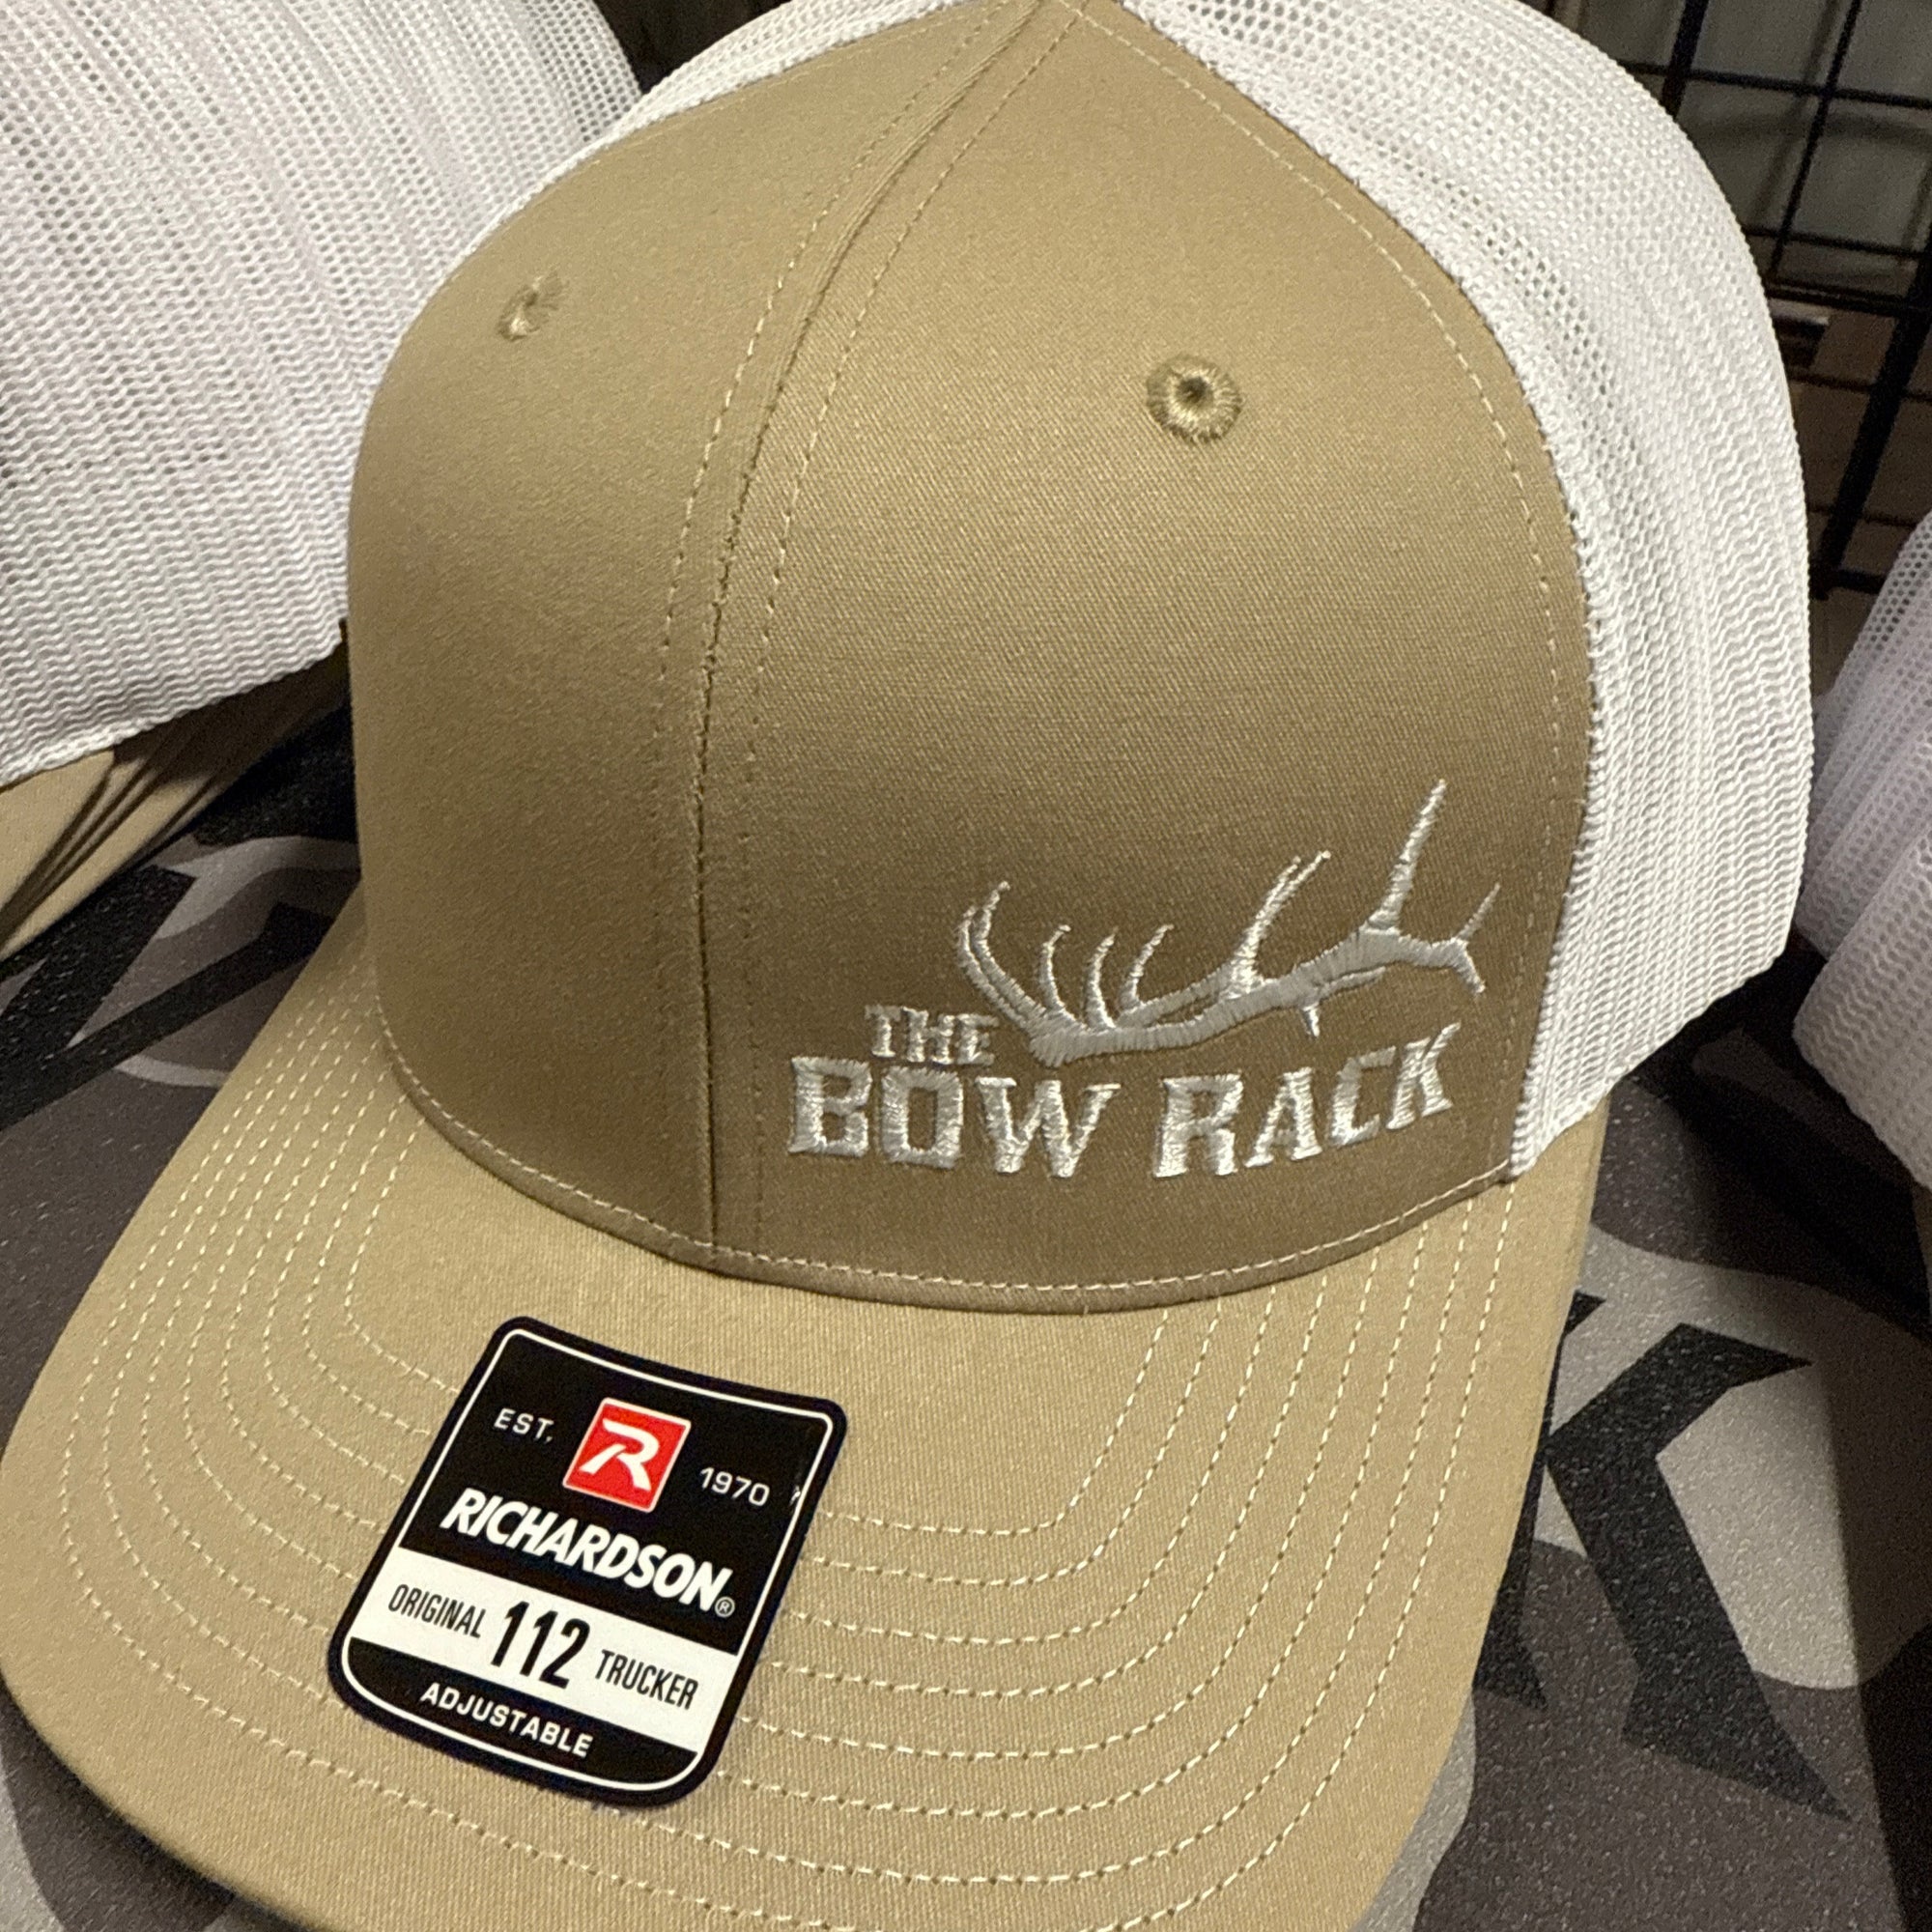 THE
BOW RACK
EST. R 1970
RICHARDSON®
ORIGINAL 112 TRUCKER
ADJUSTABLE